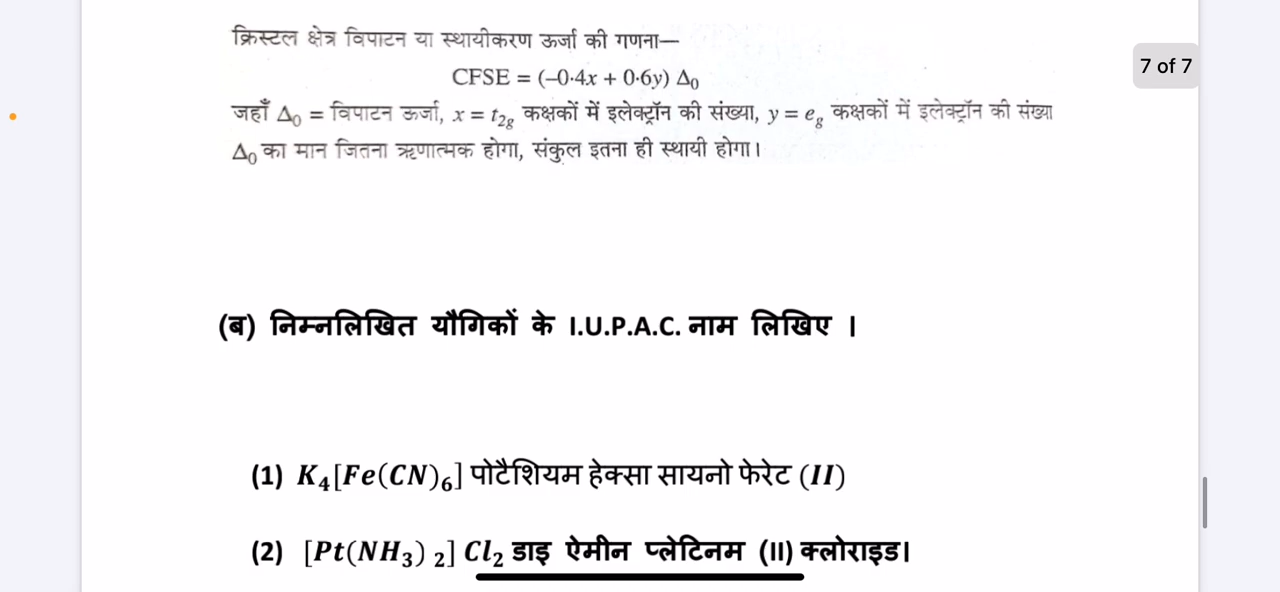 क्रिस्टल क्षेत्र विपाटन या स्थायीकरण ऊर्जा की गणना—
7 of 7
CFSE = (–0·4x + 0·6y) Δ₀
जहाँ Δ₀ = विपाटन ऊर्जा, x = t₂g कक्षकों में इलेक्ट्रॉन की संख्या, y = eg कक्षकों में इलेक्ट्रॉन की संख्या
Δ₀ का मान जितना ऋणात्मक होगा, संकुल इतना ही स्थायी होगा।
(ब) निम्नलिखित यौगिकों के I.U.P.A.C. नाम लिखिए ।
(1) K₄[Fe(CN)₆] पोटैशियम हेक्सा सायनो फेरेट (II)
(2) [Pt(NH₃) ₂] Cl₂ डाइ ऐमीन प्लेटिनम (II) क्लोराइड।